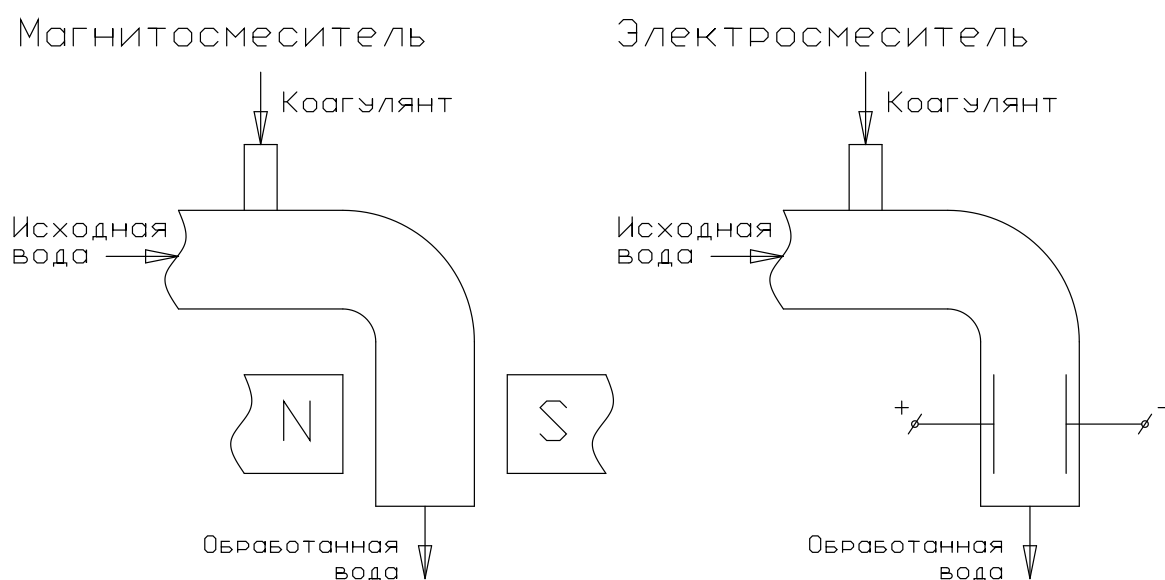 Магнитосмеситель
Коагулянт
Исходная
вода
N
S
Обработанная
вода
Электросмеситель
Коагулянт
Исходная
вода
+
-
Обработанная
вода